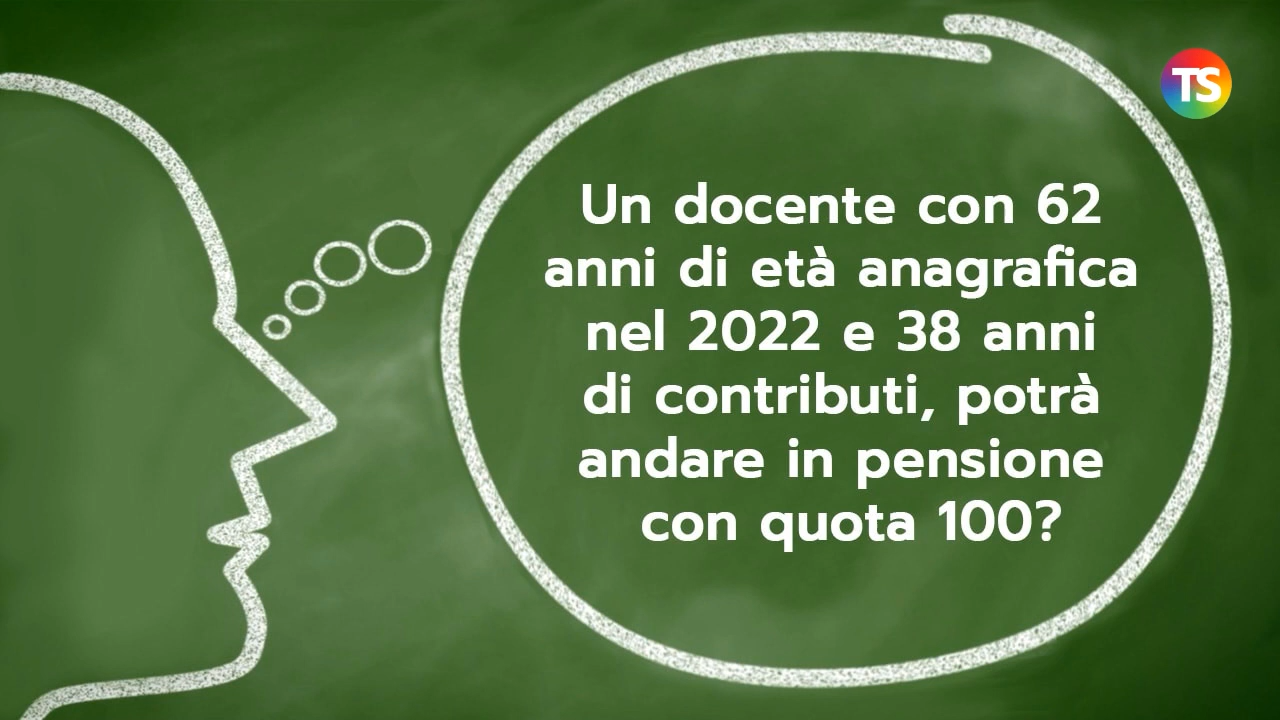 TS
Un docente con 62
anni di età anagrafica
nel 2022 e 38 anni
di contributi, potrà
andare in pensione
con quota 100?